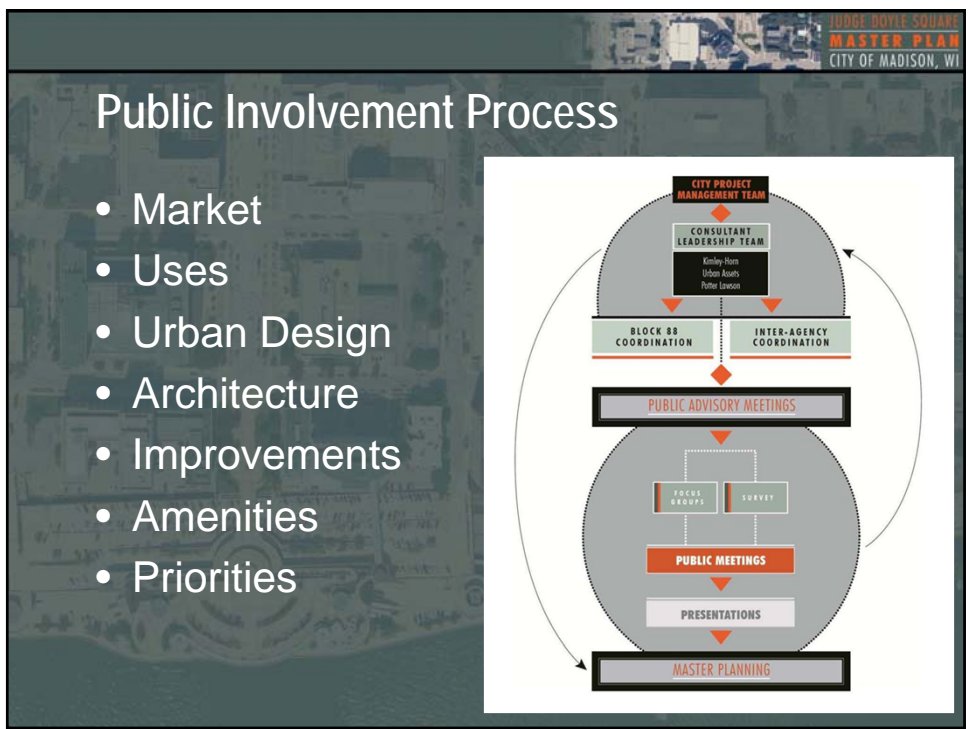 JUDGE DOYLE SQUARE
MASTER PLAN
CITY OF MADISON, WI
Public Involvement Process
• Market
• Uses
• Urban Design
• Architecture
• Improvements
• Amenities
• Priorities
CITY PROJECT
MANAGEMENT TEAM
CONSULTANT
LEADERSHIP TEAM
Kimley-Horn
Urban Assets
Potter Lawson
BLOCK 88
COORDINATION
INTER-AGENCY
COORDINATION
PUBLIC ADVISORY MEETINGS
FOCUS
GROUPS
SURVEY
PUBLIC MEETINGS
PRESENTATIONS
MASTER PLANNING